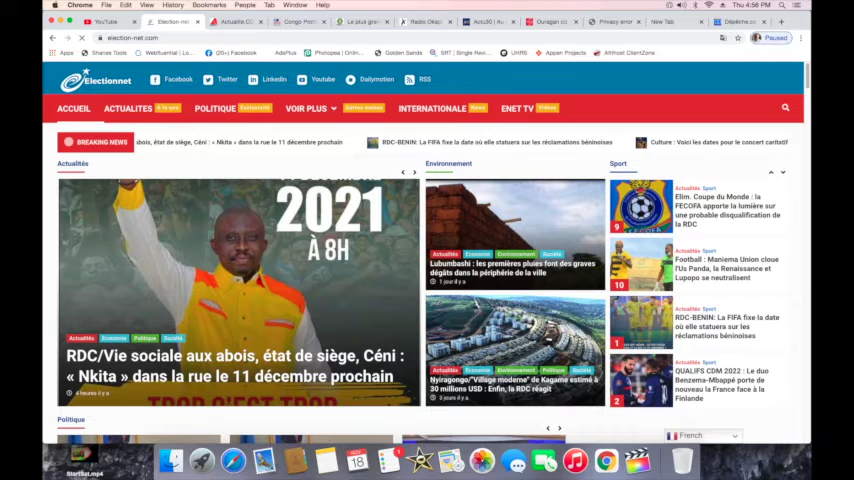 Chrome File Edit View History Bookmarks People Tab Window Help
Thu 4:56 PM
YouTube
Election-net
Actualite.CD
Congo Pro
Le plus gran
Radio Oka
Actu30 | Au
Ouragan.cd
Privacy error
New Tab
Dépêche.c
election-net.com
Paused
Apps
Shanex Tools
Webfluential | Lo...
(20+) Facebook
AdsPlus
Photopea | Onlin...
Golden Sands
SRT | Single Revi...
UHRS
Appen Projects
Afrihost ClientZone
Electionnet
Facebook
Twitter
Linkedin
Youtube
Dailymotion
RSS
ACCUEIL
ACTUALITES A la une
POLITIQUE Exclusivité
VOIR PLUS Autres menus
INTERNATIONALE News
ENET TV Vidéos
BREAKING NEWS
abois, état de siège, Céni : « Nkita » dans la rue le 11 décembre prochain
RDC-BENIN: La FIFA fixe la date où elle statuera sur les réclamations béninoises
Culture : Voici les dates pour le concert caritatif
Actualités
2021
À 8H
Actualités Economie Politique Société
RDC/Vie sociale aux abois, état de siège, Céni :
« Nkita » dans la rue le 11 décembre prochain
4 heures il y a
TROP C'EST TROP
Environnement
Actualités Economie Environnement Société
Lubumbashi : les premières pluies font des graves
dégâts dans la périphérie de la ville
1 jour il y a
Actualités Economie Environnement Politique Société
Nyiragongo/"Village moderne" de Kagame estimé à
30 millions USD : Enfin, la RDC réagit
3 jours il y a
Sport
9
Actualités Sport
Elim. Coupe du Monde : la
FECOFA apporte la lumière sur
une probable disqualification de
la RDC
10
Actualités Sport
Football : Maniema Union cloue
l'Us Panda, la Renaissance et
Lupopo se neutralisent
1
Actualités Sport
RDC-BENIN: La FIFA fixe la date
où elle statuera sur les
réclamations béninoises
2
Actualités Sport
QUALIFS CDM 2022 : Le duo
Benzema-Mbappé porte de
nouveau la France face à la
Finlande
Politique
French
StartBat.mp4
NOV
18
1